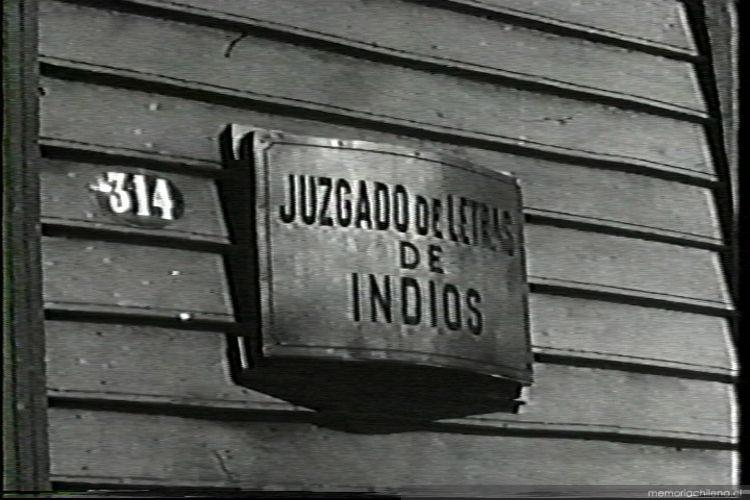 314
JUZGADO DE LETRAS
DE
INDIOS
memoriachilena.cl